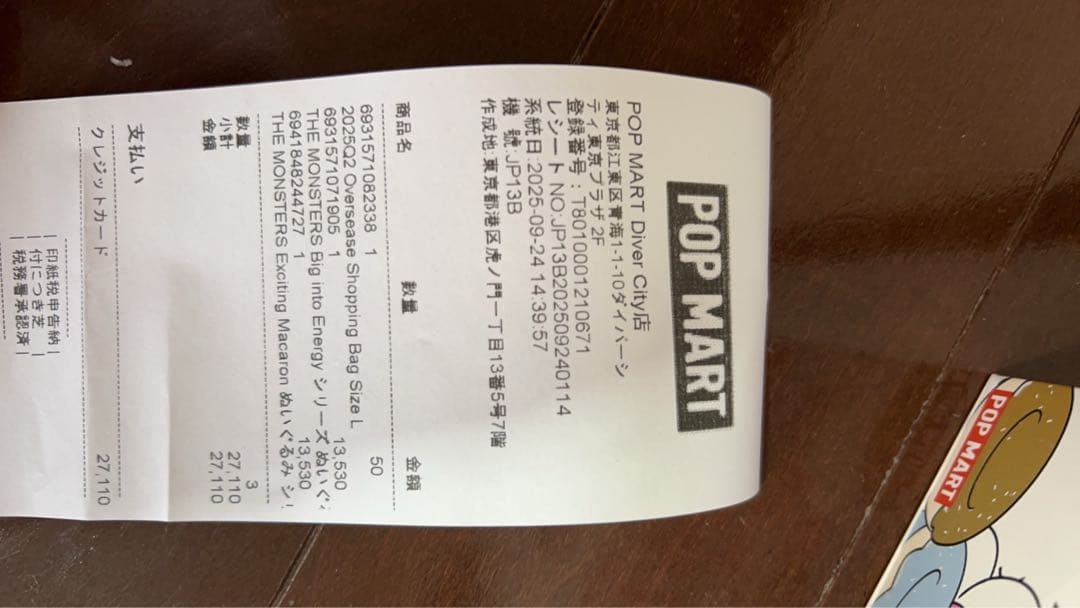 POP MART
POP MART Diver City店
東京都江東区青海1-1-10ダイバーシ
ティ東京プラザ 2F
登録番号：T8010001210671
レシート NO:JP13B202509240114
系統日:2025-09-24 14:39:57
機 號:JP13B
作成地:東京都港区虎ノ門一丁目13番5号7階
商品名 数量 金額
6931571082338 1 50
2025Q2 Oversease Shopping Bag Size L
6931571071905 1 13,530
THE MONSTERS Big into Energy シリーズ ぬいぐ
6941848244727 1 13,530
THE MONSTERS Exciting Macaron ぬいぐるみ シ
数量 3
小計 27,110
金額 27,110
支払い
クレジットカード 27,110
印紙税申告納
付につき芝
税務署承認済
POP MART